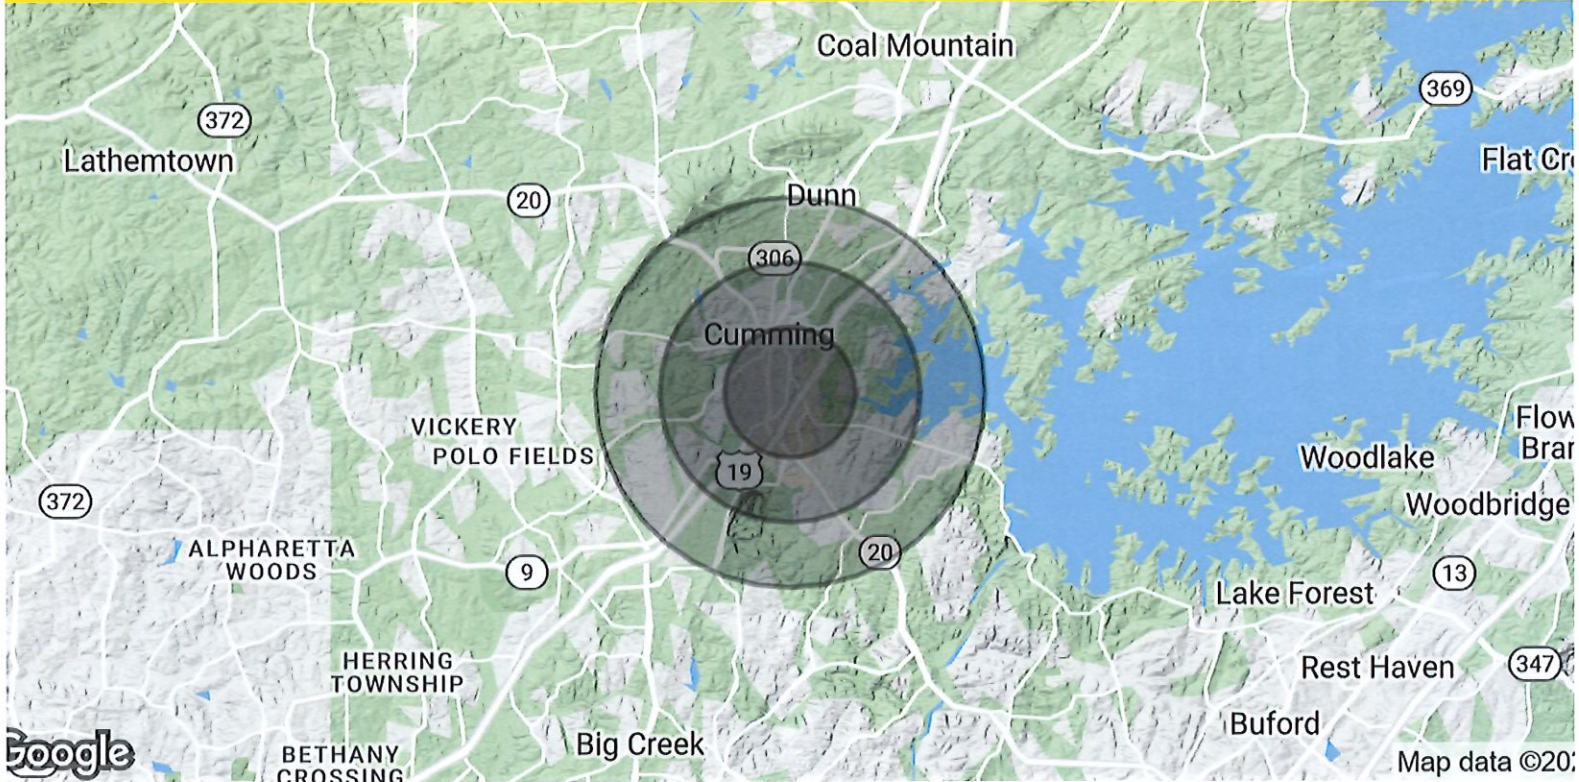 Coal Mountain
369
372
Lathemtown
Flat Cr
20
Dunn
306
Cumming
VICKERY
POLO FIELDS
Flow
Bran
Woodlake
19
372
Woodbridge
ALPHARETTA
WOODS
9
20
13
Lake Forest
HERRING
TOWNSHIP
Rest Haven
347
Buford
Big Creek
Google
BETHANY
CROSSING
Map data ©202